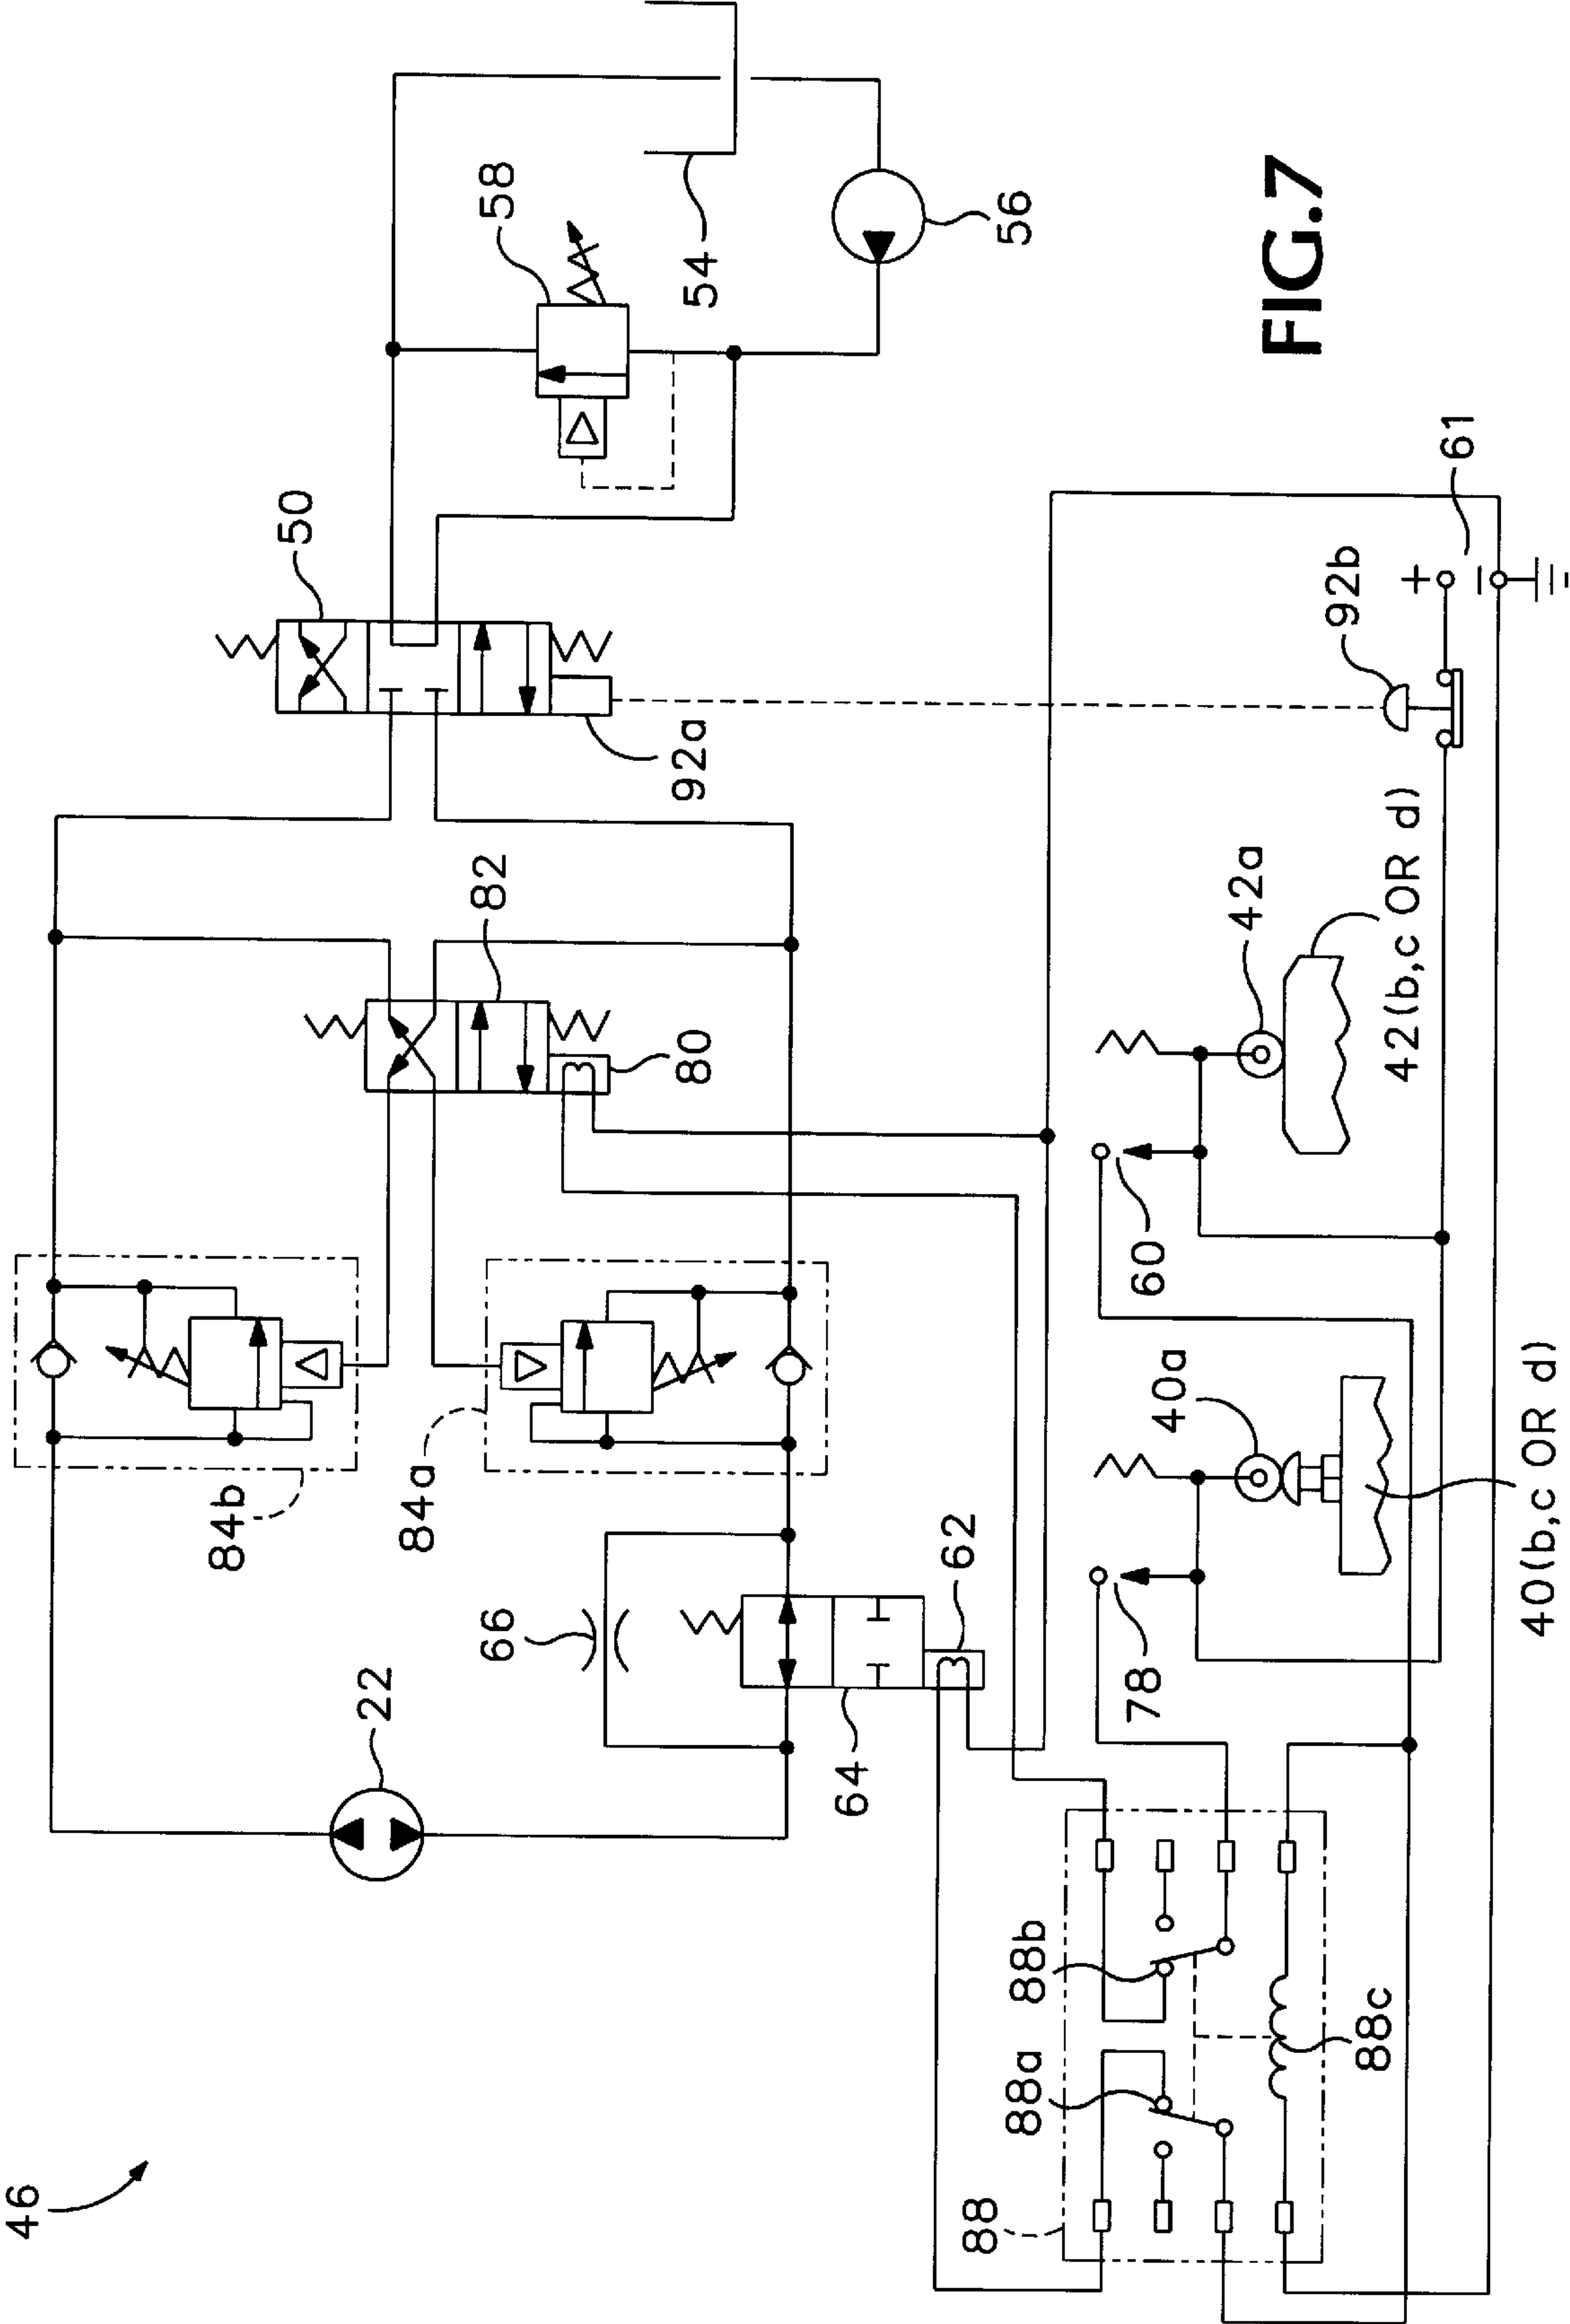 46
22
84b
84a
66
64
62
82
80
50
92a
58
54
56
88
88a
88b
88c
78
40a
40(b,c OR d)
60
42a
42(b,c OR d)
92b
+
−
61
FIG.7